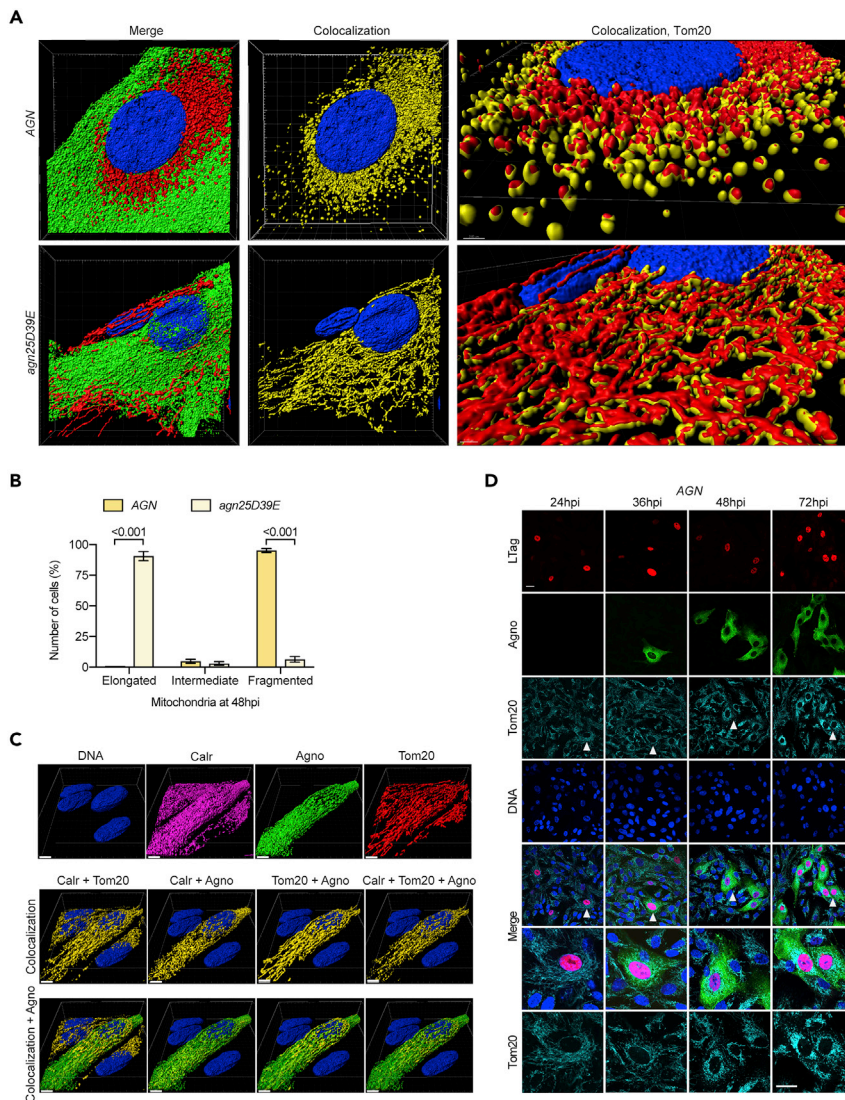 A
Merge
Colocalization
Colocalization, Tom20
AGN
agn25D39E
B
AGN
agn25D39E
<0.001
<0.001
Number of cells (%)
100
75
50
25
0
Elongated
Intermediate
Fragmented
Mitochondria at 48hpi
C
DNA
Calr
Agno
Tom20
Calr + Tom20
Calr + Agno
Tom20 + Agno
Calr + Tom20 + Agno
Colocalization
Colocalization + Agno
D
AGN
24hpi
36hpi
48hpi
72hpi
LTag
Agno
Tom20
DNA
Merge
Tom20